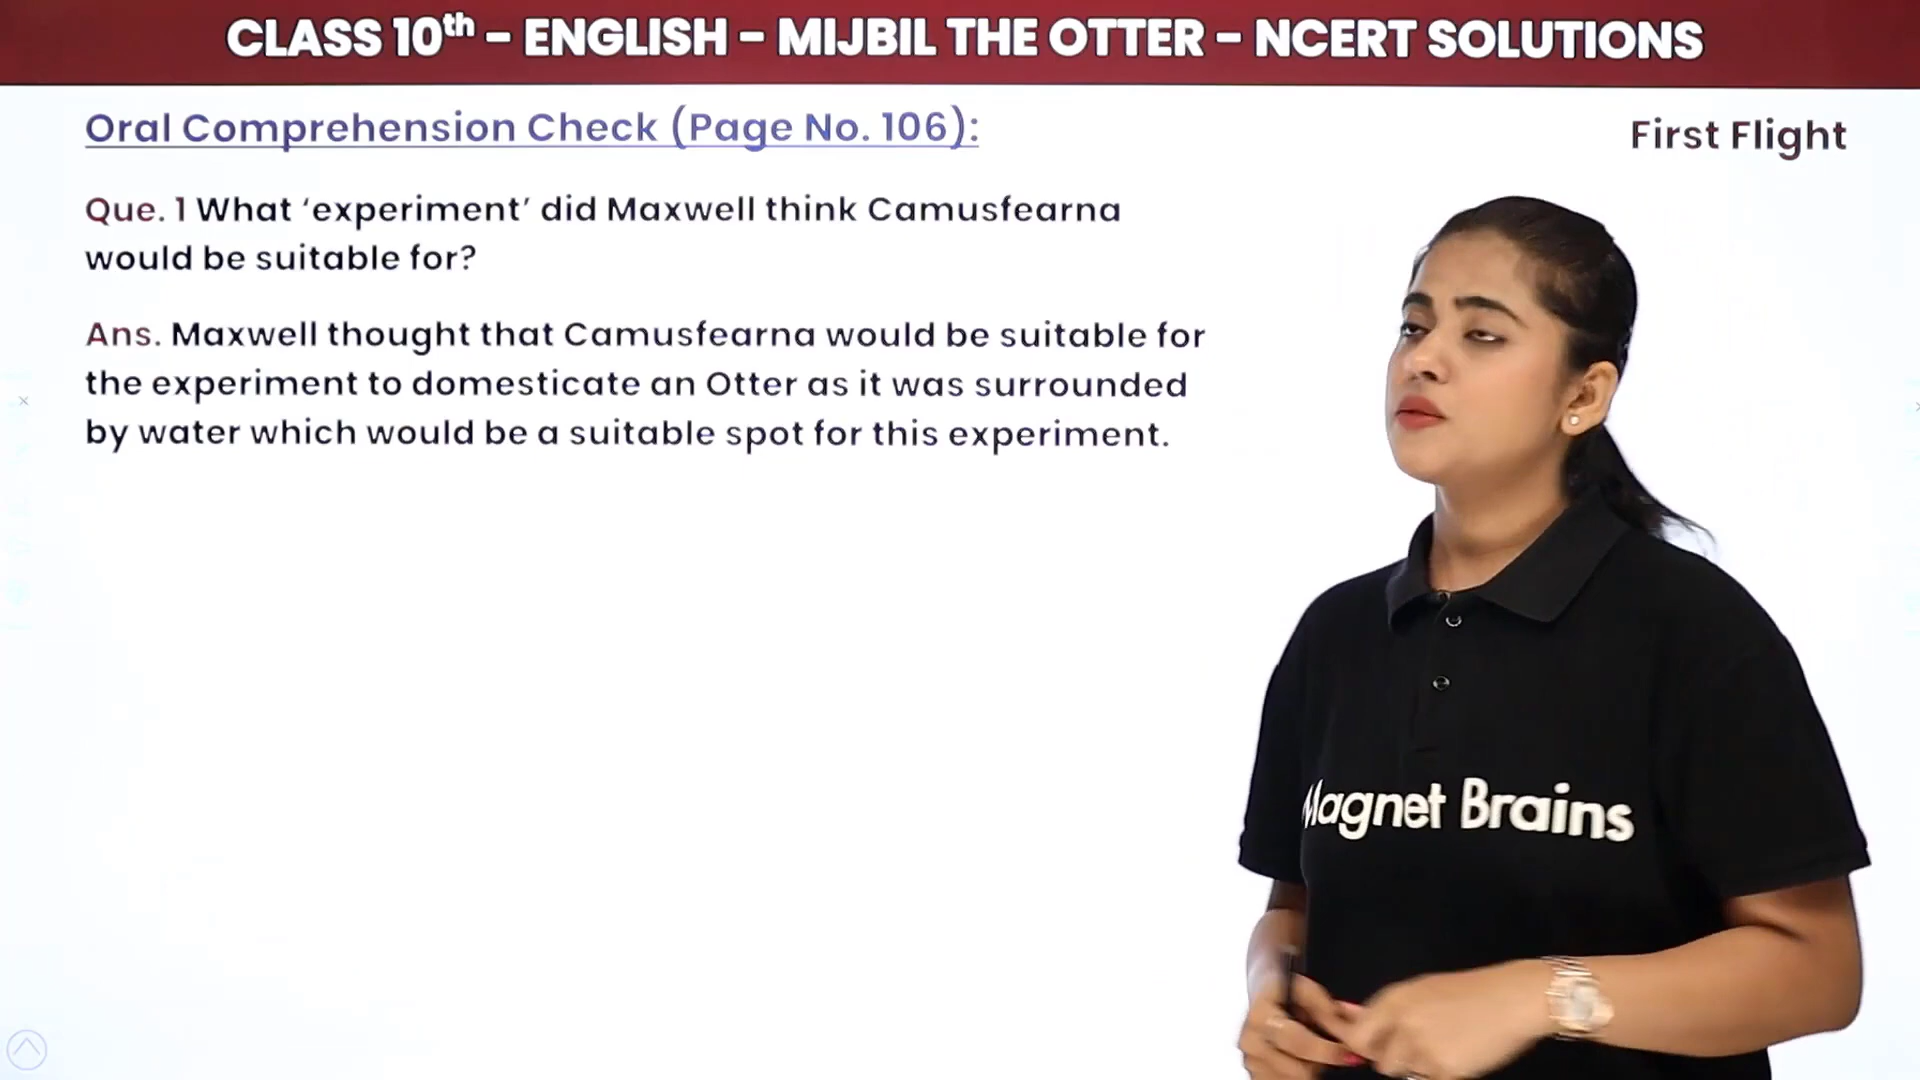 CLASS 10th - ENGLISH - MIJBIL THE OTTER - NCERT SOLUTIONS
Oral Comprehension Check (Page No. 106):
First Flight
Que. 1 What ‘experiment’ did Maxwell think Camusfearna
would be suitable for?
Ans. Maxwell thought that Camusfearna would be suitable for
the experiment to domesticate an Otter as it was surrounded
by water which would be a suitable spot for this experiment.
Magnet Brains